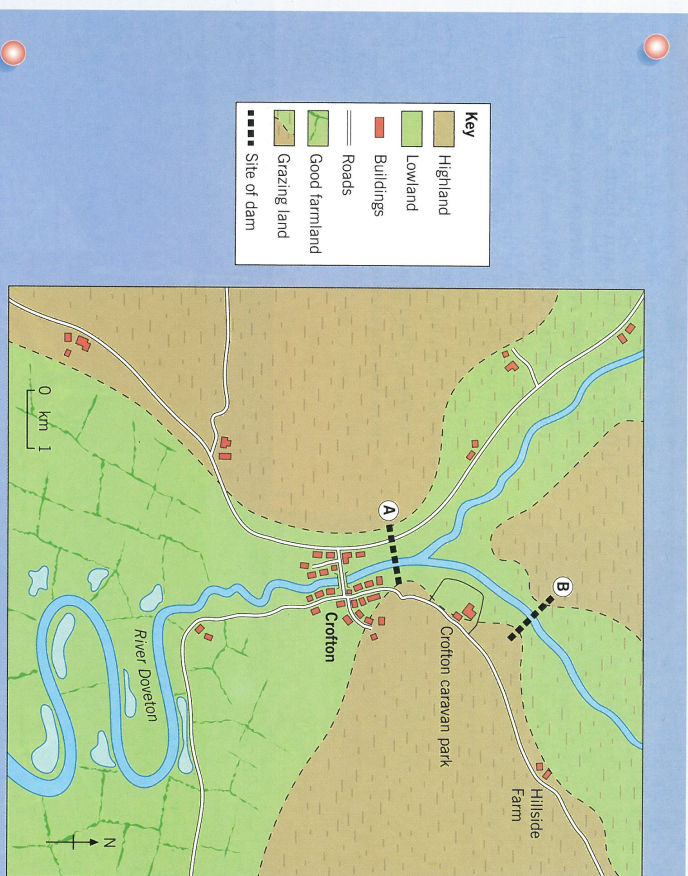 Key
Highland
Lowland
Buildings
Roads
Good farmland
Grazing land
Site of dam
B
A
Hillside
Farm
Crofton caravan park
Crofton
River Doveton
0 km 1
N